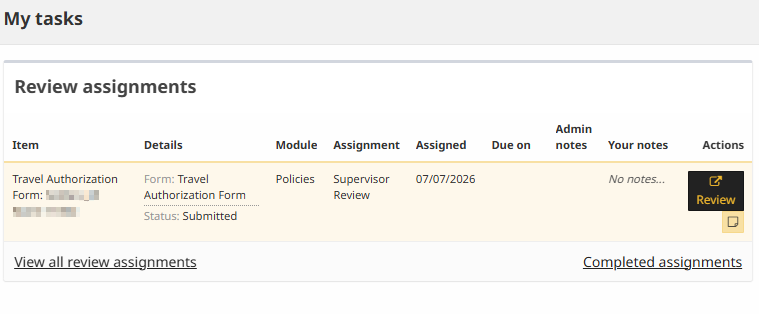 My tasks
Review assignments
Item
Details
Module
Assignment
Assigned
Due on
Admin notes
Your notes
Actions
Travel Authorization
Form:
Form: Travel
Authorization Form
Status: Submitted
Policies
Supervisor
Review
07/07/2026
No notes...
Review
View all review assignments
Completed assignments